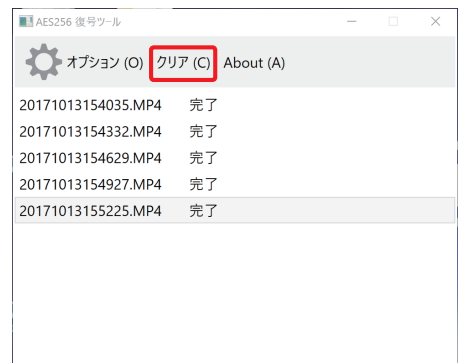 AES256 復号ツール
オプション (O) クリア (C) About (A)
20171013154035.MP4 完了
20171013154332.MP4 完了
20171013154629.MP4 完了
20171013154927.MP4 完了
20171013155225.MP4 完了